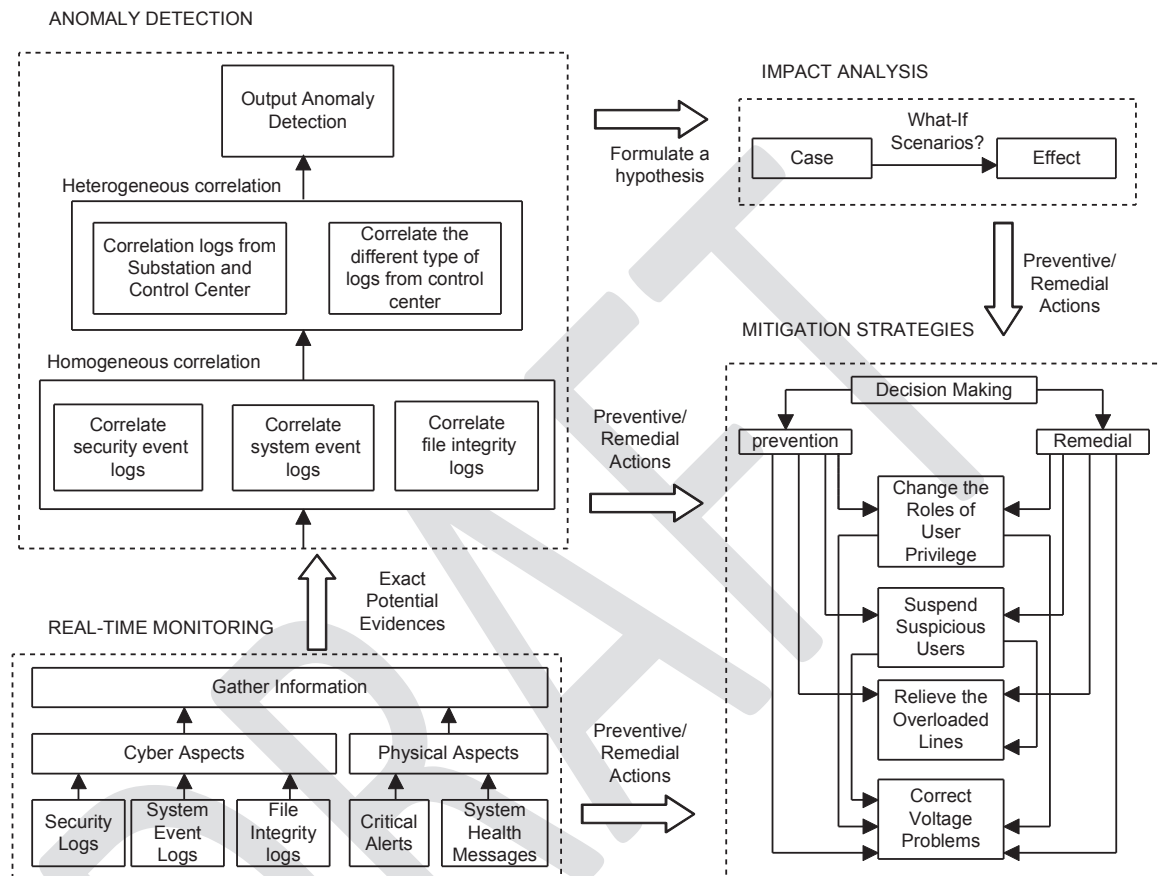 ANOMALY DETECTION
Output Anomaly
Detection
Heterogeneous correlation
Correlation logs from
Substation and
Control Center
Correlate the
different type of
logs from control
center
Homogeneous correlation
Correlate
security event
logs
Correlate
system event
logs
Correlate
file integrity
logs
Formulate a
hypothesis
IMPACT ANALYSIS
What-If
Scenarios?
Case
Effect
Preventive/
Remedial
Actions
Preventive/
Remedial
Actions
MITIGATION STRATEGIES
Decision Making
prevention
Remedial
Change the
Roles of
User
Privilege
Suspend
Suspicious
Users
Relieve the
Overloaded
Lines
Correct
Voltage
Problems
Exact
Potential
Evidences
REAL-TIME MONITORING
Gather Information
Cyber Aspects
Physical Aspects
Security
Logs
System
Event
Logs
File
Integrity
logs
Critical
Alerts
System
Health
Messages
Preventive/
Remedial
Actions
DRAFT